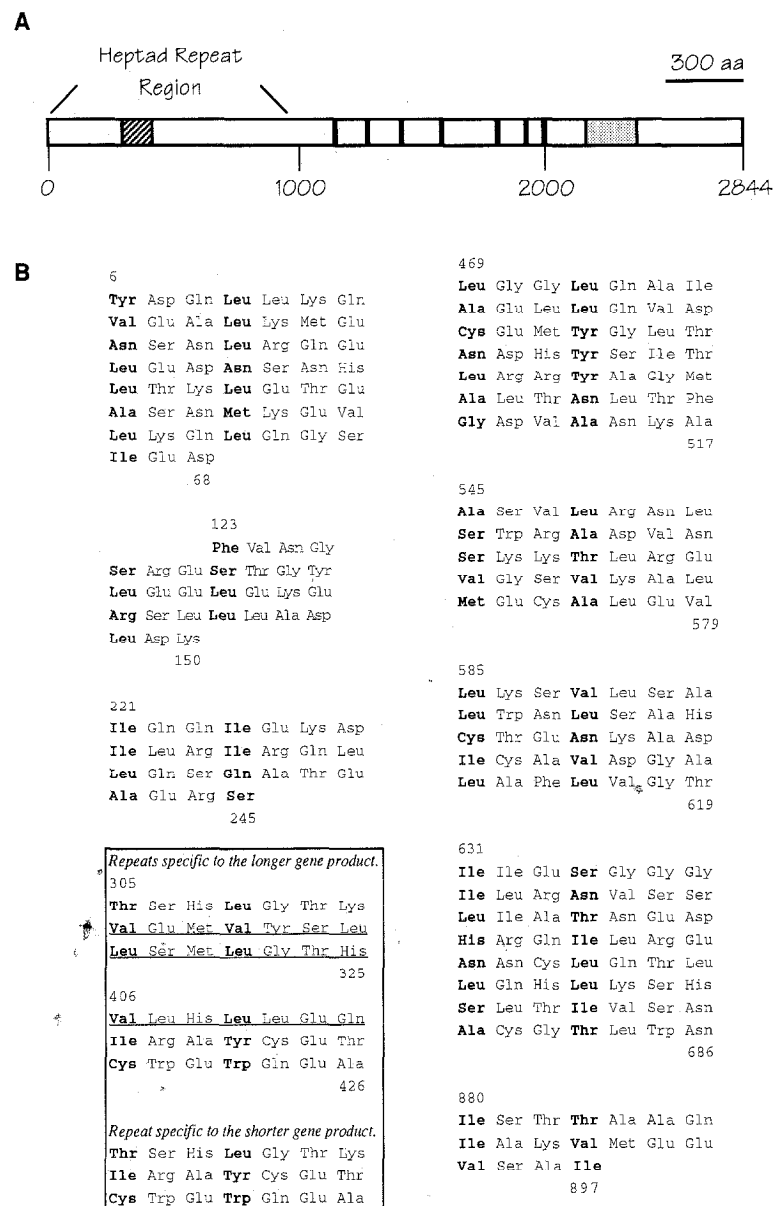 A
Heptad Repeat
Region
300 aa
0
1000
2000
2844
B
6
Tyr Asp Gln Leu Leu Lys Gln
Val Glu Ala Leu Lys Met Glu
Asn Ser Asn Leu Arg Gln Glu
Leu Glu Asp Asn Ser Asn His
Leu Thr Lys Leu Glu Thr Glu
Ala Ser Asn Met Lys Glu Val
Leu Lys Gln Leu Gln Gly Ser
Ile Glu Asp
68
123
Phe Val Asn Gly
Ser Arg Glu Ser Thr Gly Tyr
Leu Glu Glu Leu Glu Lys Glu
Arg Ser Leu Leu Leu Ala Asp
Leu Asp Lys
150
221
Ile Gln Gln Ile Glu Lys Asp
Ile Leu Arg Ile Arg Gln Leu
Leu Gln Ser Gln Ala Thr Glu
Ala Glu Arg Ser
245
Repeats specific to the longer gene product.
305
Thr Ser His Leu Gly Thr Lys
Val Glu Met Val Tyr Ser Leu
Leu Ser Met Leu Gly Thr His
325
406
Val Leu His Leu Leu Glu Gln
Ile Arg Ala Tyr Cys Glu Thr
Cys Trp Glu Trp Gln Glu Ala
426
Repeat specific to the shorter gene product.
Thr Ser His Leu Gly Thr Lys
Ile Arg Ala Tyr Cys Glu Thr
Cys Trp Glu Trp Gln Glu Ala
469
Leu Gly Gly Leu Gln Ala Ile
Ala Glu Leu Leu Gln Val Asp
Cys Glu Met Tyr Gly Leu Thr
Asn Asp His Tyr Ser Ile Thr
Leu Arg Arg Tyr Ala Gly Met
Ala Leu Thr Asn Leu Thr Phe
Gly Asp Val Ala Asn Lys Ala
517
545
Ala Ser Val Leu Arg Asn Leu
Ser Trp Arg Ala Asp Val Asn
Ser Lys Lys Thr Leu Arg Glu
Val Gly Ser Val Lys Ala Leu
Met Glu Cys Ala Leu Glu Val
579
585
Leu Lys Ser Val Leu Ser Ala
Leu Trp Asn Leu Ser Ala His
Cys Thr Glu Asn Lys Ala Asp
Ile Cys Ala Val Asp Gly Ala
Leu Ala Phe Leu Val Gly Thr
619
631
Ile Ile Glu Ser Gly Gly Gly
Ile Leu Arg Asn Val Ser Ser
Leu Ile Ala Thr Asn Glu Asp
His Arg Gln Ile Leu Arg Glu
Asn Asn Cys Leu Gln Thr Leu
Leu Gln His Leu Lys Ser His
Ser Leu Thr Ile Val Ser Asn
Ala Cys Gly Thr Leu Trp Asn
686
880
Ile Ser Thr Thr Ala Ala Gln
Ile Ala Lys Val Met Glu Glu
Val Ser Ala Ile
897